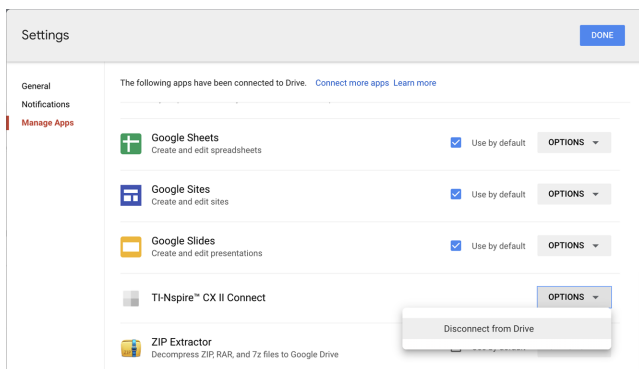 Settings
DONE
General
Notifications
Manage Apps
The following apps have been connected to Drive. Connect more apps Learn more
Google Sheets
Create and edit spreadsheets
Use by default
OPTIONS
Google Sites
Create and edit sites
Use by default
OPTIONS
Google Slides
Create and edit presentations
Use by default
OPTIONS
TI-Nspire™ CX II Connect
OPTIONS
Disconnect from Drive
ZIP Extractor
Decompress ZIP, RAR, and 7z files to Google Drive